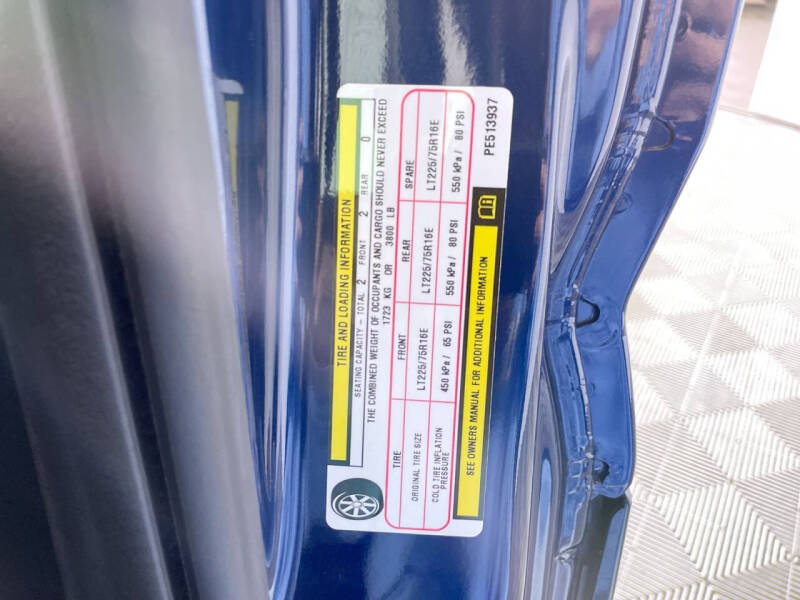 TIRE AND LOADING INFORMATION
SEATING CAPACITY - TOTAL 2 FRONT 2 REAR 0
THE COMBINED WEIGHT OF OCCUPANTS AND CARGO SHOULD NEVER EXCEED
1723 KG OR 3800 LB
TIRE FRONT REAR SPARE
ORIGINAL TIRE SIZE LT225/75R16E LT225/75R16E LT225/75R16E
COLD TIRE INFLATION
PRESSURE 450 kPa / 65 PSI 550 kPa / 80 PSI 550 kPa / 80 PSI
SEE OWNERS MANUAL FOR ADDITIONAL INFORMATION
PE513937